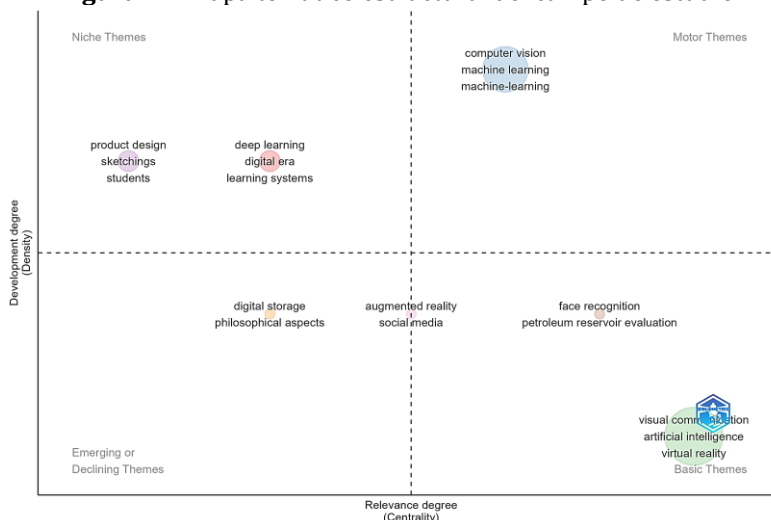 Niche Themes
Motor Themes
computer vision
machine learning
machine-learning
product design
sketchings
students
deep learning
digital era
learning systems
Development degree
(Density)
digital storage
philosophical aspects
augmented reality
social media
face recognition
petroleum reservoir evaluation
visual communication
artificial intelligence
virtual reality
Emerging or
Declining Themes
Basic Themes
Relevance degree
(Centrality)